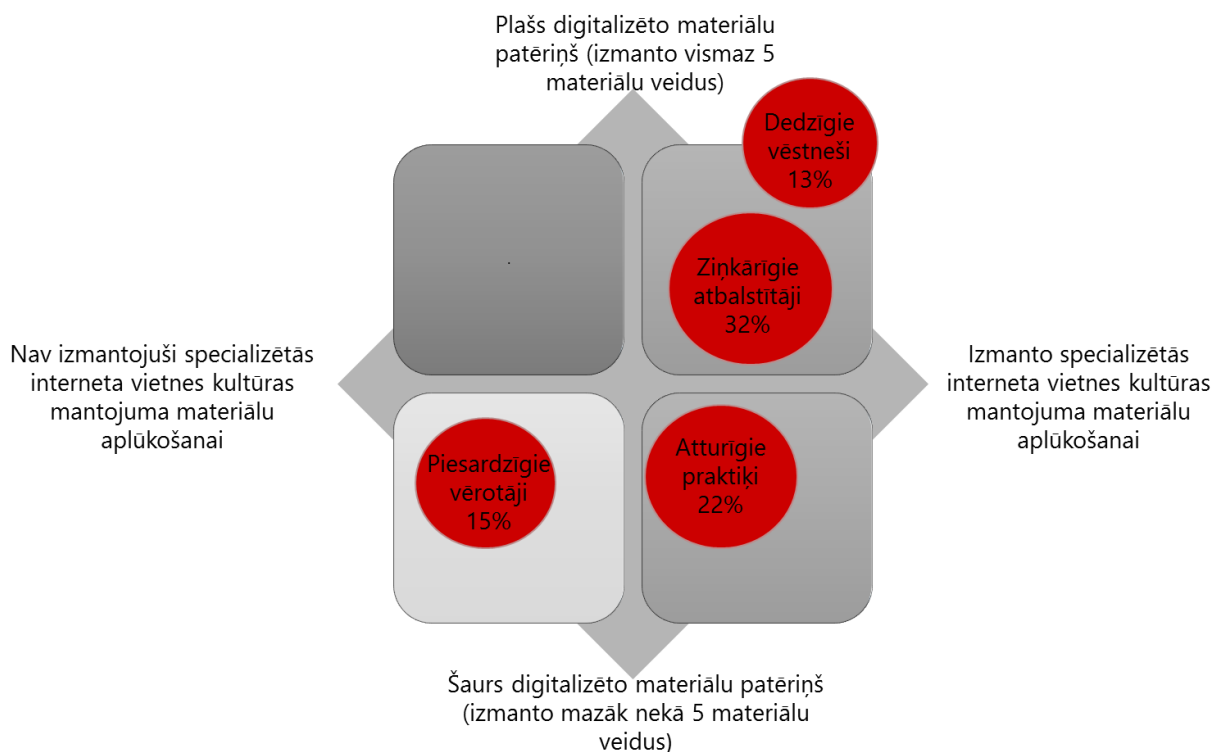 Plašs digitalizēto materiālu
patēriņš (izmanto vismaz 5
materiālu veidus)
Dedzīgie
vēstneši
13%
Ziņkārīgie
atbalstītāji
32%
Nav izmantojuši specializētās
interneta vietnes kultūras
mantojuma materiālu
aplūkošanai
Izmanto specializētās
interneta vietnes kultūras
mantojuma materiālu
aplūkošanai
Piesardzīgie
vērotāji
15%
Atturīgie
praktiķi
22%
Šaurs digitalizēto materiālu patēriņš
(izmanto mazāk nekā 5 materiālu
veidus)